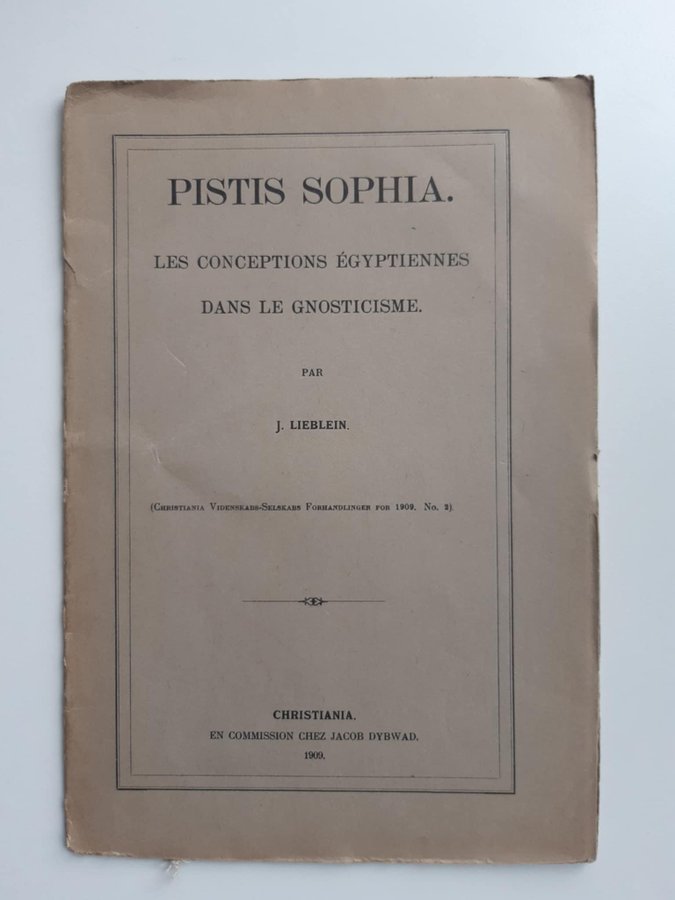 PISTIS SOPHIA.
LES CONCEPTIONS ÉGYPTIENNES
DANS LE GNOSTICISME.
PAR
J. LIEBLEIN.
(CHRISTIANIA VIDENSKABS-SELSKABS FORHANDLINGER FOR 1909. NO. 2).
CHRISTIANIA.
EN COMMISSION CHEZ JACOB DYBWAD.
1909.